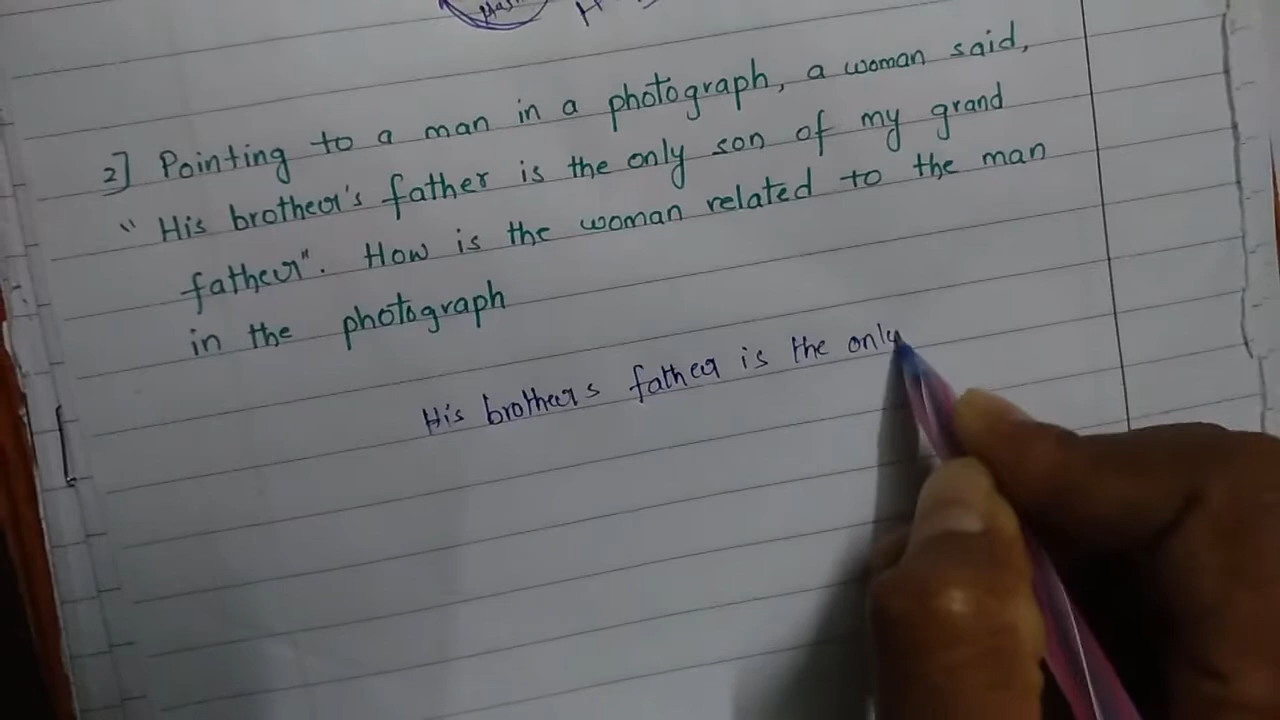 2] Pointing to a man in a photograph, a woman said,
" His brother's father is the only son of my grand
father". How is the woman related to the man
in the photograph
His brothers father is the only